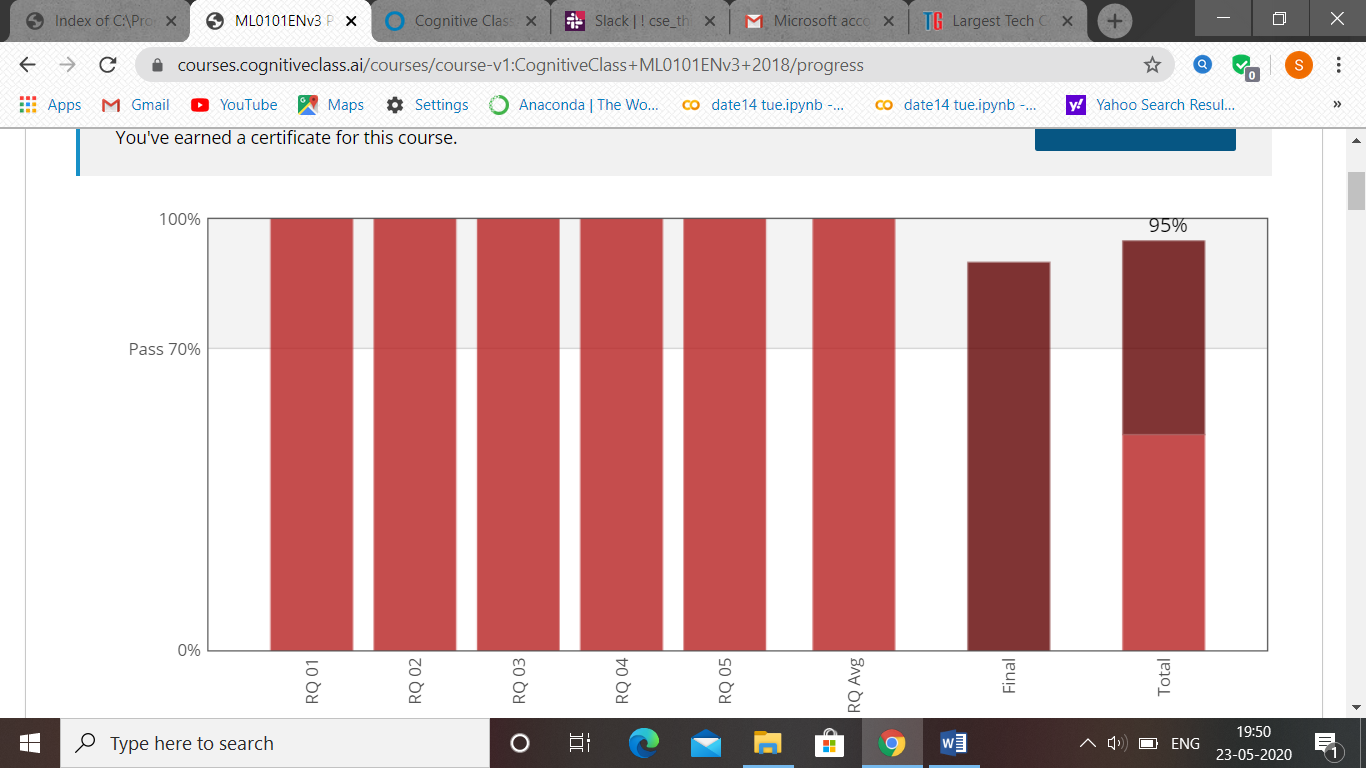 Index of C:\Pro
ML0101ENv3 P
Cognitive Class
Slack | ! cse_th
Microsoft acco
Largest Tech C
courses.cognitiveclass.ai/courses/course-v1:CognitiveClass+ML0101ENv3+2018/progress
0
S
Apps
Gmail
YouTube
Maps
Settings
Anaconda | The Wo...
date14 tue.ipynb -...
date14 tue.ipynb -...
Yahoo Search Resul...
»
You've earned a certificate for this course.
100%
95%
Pass 70%
0%
RQ 01
RQ 02
RQ 03
RQ 04
RQ 05
RQ Avg
Final
Total
Type here to search
ENG
19:50
23-05-2020
1